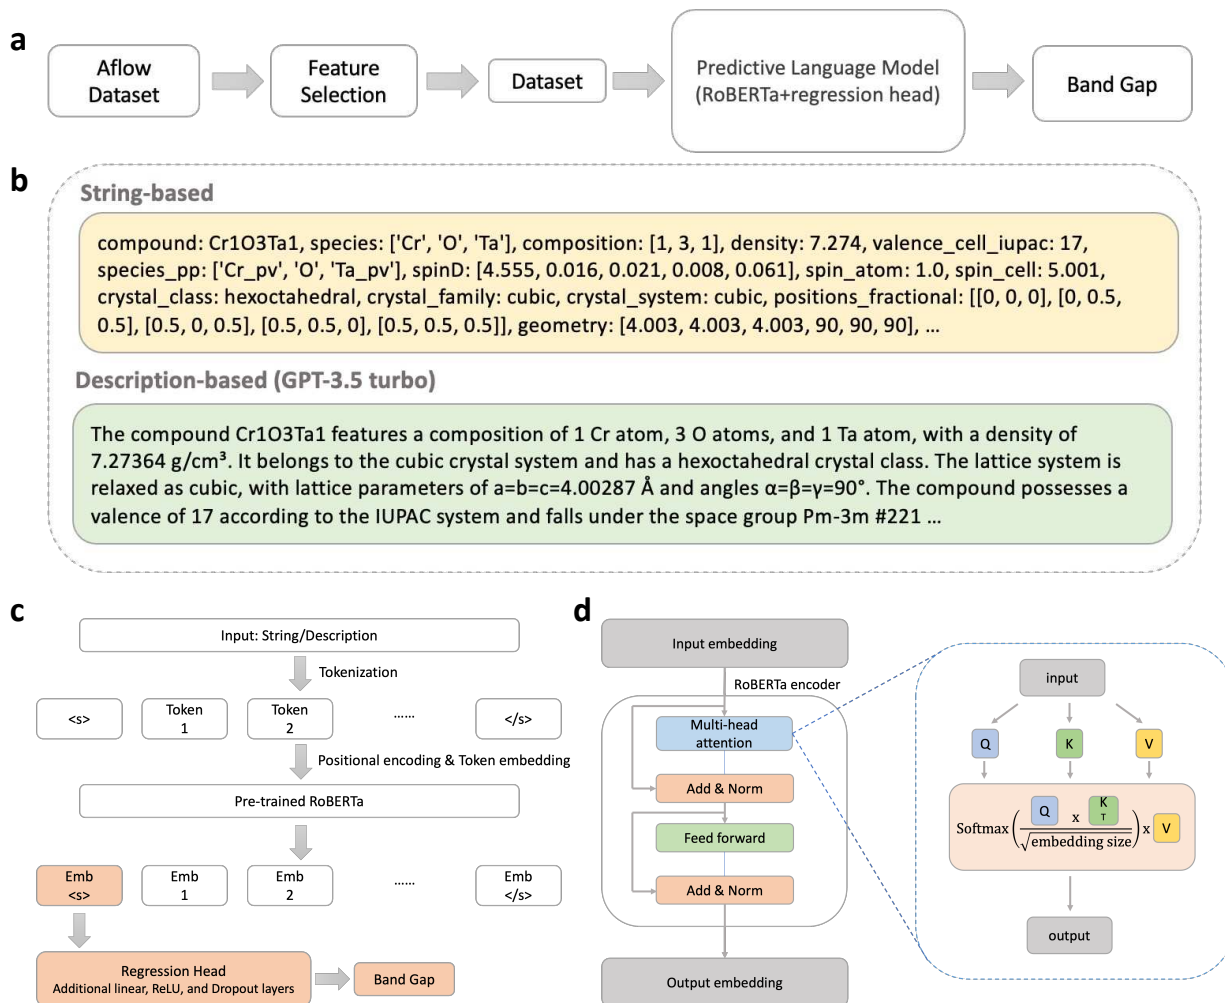 a
Aflow
Dataset
Feature
Selection
Dataset
Predictive Language Model
(RoBERTa+regression head)
Band Gap
b
String-based
compound: Cr1O3Ta1, species: ['Cr', 'O', 'Ta'], composition: [1, 3, 1], density: 7.274, valence_cell_iupac: 17,
species_pp: ['Cr_pv', 'O', 'Ta_pv'], spinD: [4.555, 0.016, 0.021, 0.008, 0.061], spin_atom: 1.0, spin_cell: 5.001,
crystal_class: hexoctahedral, crystal_family: cubic, crystal_system: cubic, positions_fractional: [[0, 0, 0], [0, 0.5,
0.5], [0.5, 0, 0.5], [0.5, 0.5, 0], [0.5, 0.5, 0.5]], geometry: [4.003, 4.003, 4.003, 90, 90, 90], …
Description-based (GPT-3.5 turbo)
The compound Cr1O3Ta1 features a composition of 1 Cr atom, 3 O atoms, and 1 Ta atom, with a density of
7.27364 g/cm³. It belongs to the cubic crystal system and has a hexoctahedral crystal class. The lattice system is
relaxed as cubic, with lattice parameters of a=b=c=4.00287 Å and angles α=β=γ=90°. The compound possesses a
valence of 17 according to the IUPAC system and falls under the space group Pm-3m #221 …
c
Input: String/Description
Tokenization
<s>
Token
1
Token
2
……
</s>
Positional encoding & Token embedding
Pre-trained RoBERTa
Emb
<s>
Emb
1
Emb
2
……
Emb
</s>
Regression Head
Additional linear, ReLU, and Dropout layers
Band Gap
d
Input embedding
RoBERTa encoder
Multi-head
attention
Add & Norm
Feed forward
Add & Norm
Output embedding
input
Q
K
V
Softmax ( Q x K T / √embedding size ) x V
output